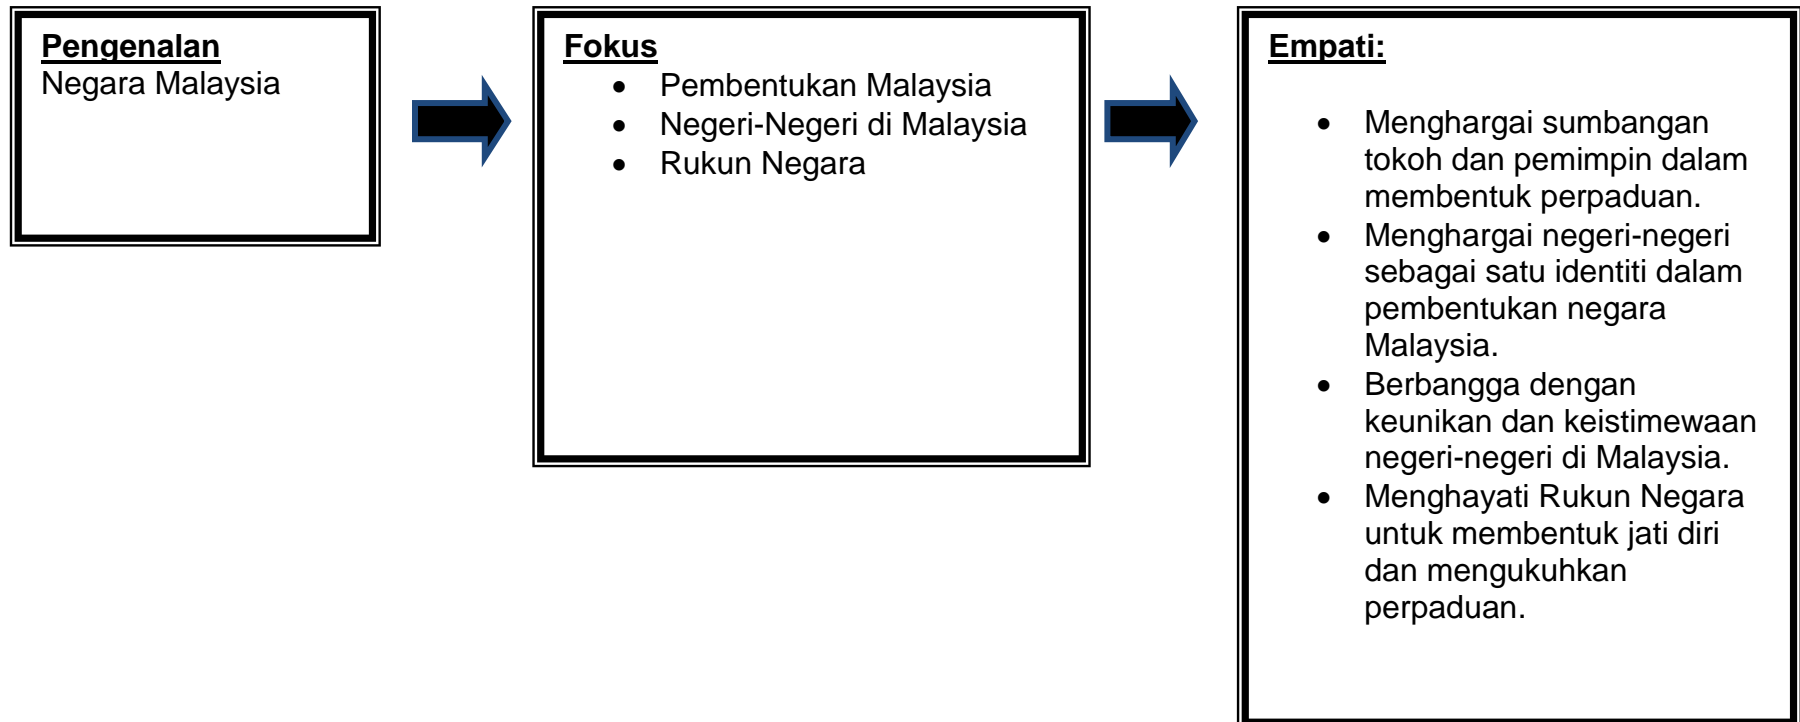 Pengenalan
Negara Malaysia
Fokus
• Pembentukan Malaysia
• Negeri-Negeri di Malaysia
• Rukun Negara
Empati:
• Menghargai sumbangan
tokoh dan pemimpin dalam
membentuk perpaduan.
• Menghargai negeri-negeri
sebagai satu identiti dalam
pembentukan negara
Malaysia.
• Berbangga dengan
keunikan dan keistimewaan
negeri-negeri di Malaysia.
• Menghayati Rukun Negara
untuk membentuk jati diri
dan mengukuhkan
perpaduan.